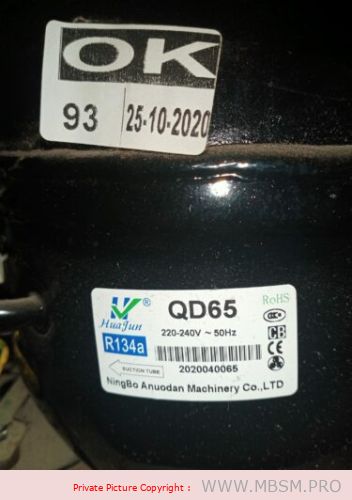 OK
93 25-10-2020
HuaJun ®
QD65
RoHS
220-240V ~ 50Hz
R134a
CB
CE
SUCTION TUBE
2020040065
NingBo Anuodan Machinery Co.,LTD
Private Picture Copyright : WWW.MBSM.PRO